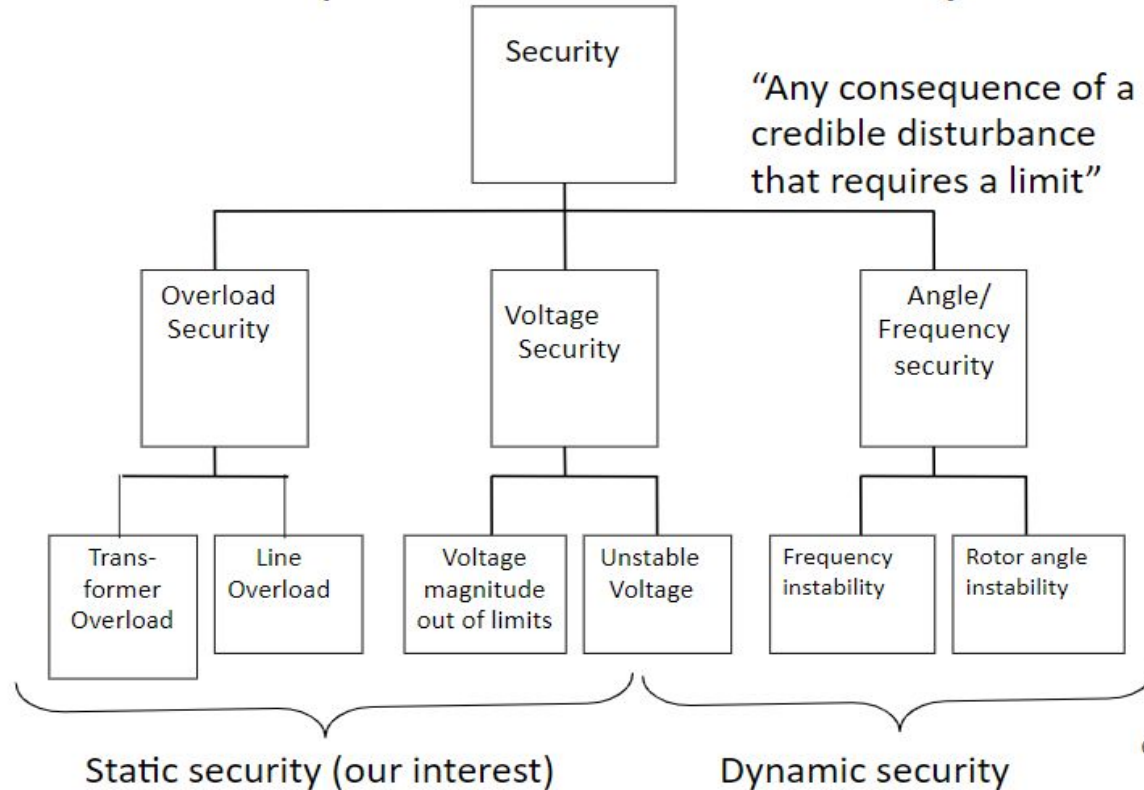 Security
“Any consequence of a
credible disturbance
that requires a limit”
Overload
Security
Voltage
Security
Angle/
Frequency
security
Trans-
former
Overload
Line
Overload
Voltage
magnitude
out of limits
Unstable
Voltage
Frequency
instability
Rotor angle
instability
Static security (our interest)
Dynamic security